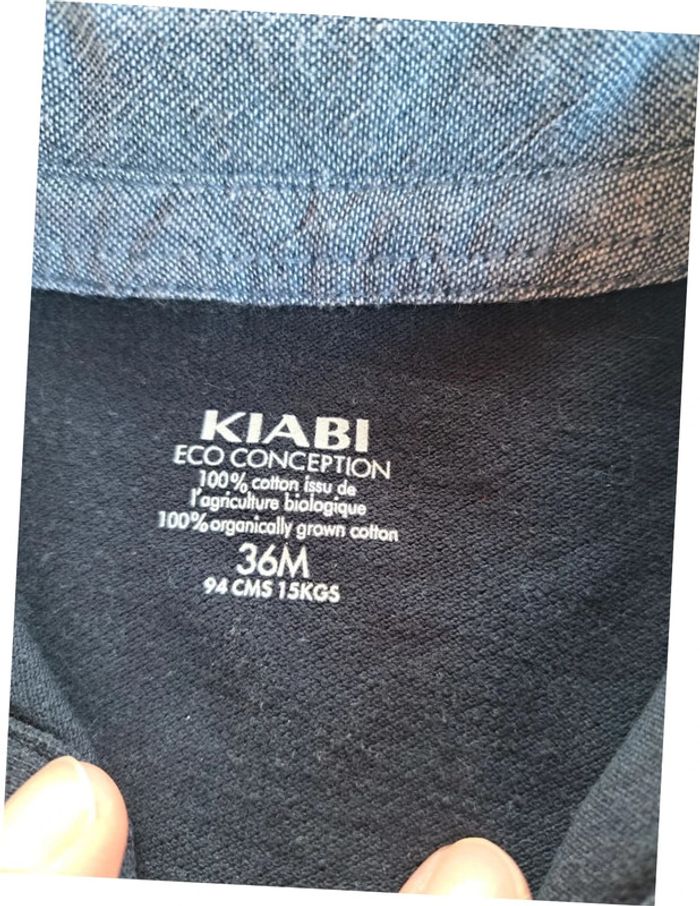 KIABI
ECO CONCEPTION
100% cotton issu de
l'agriculture biologique
100% organically grown cotton
36M
94 CMS 15KGS